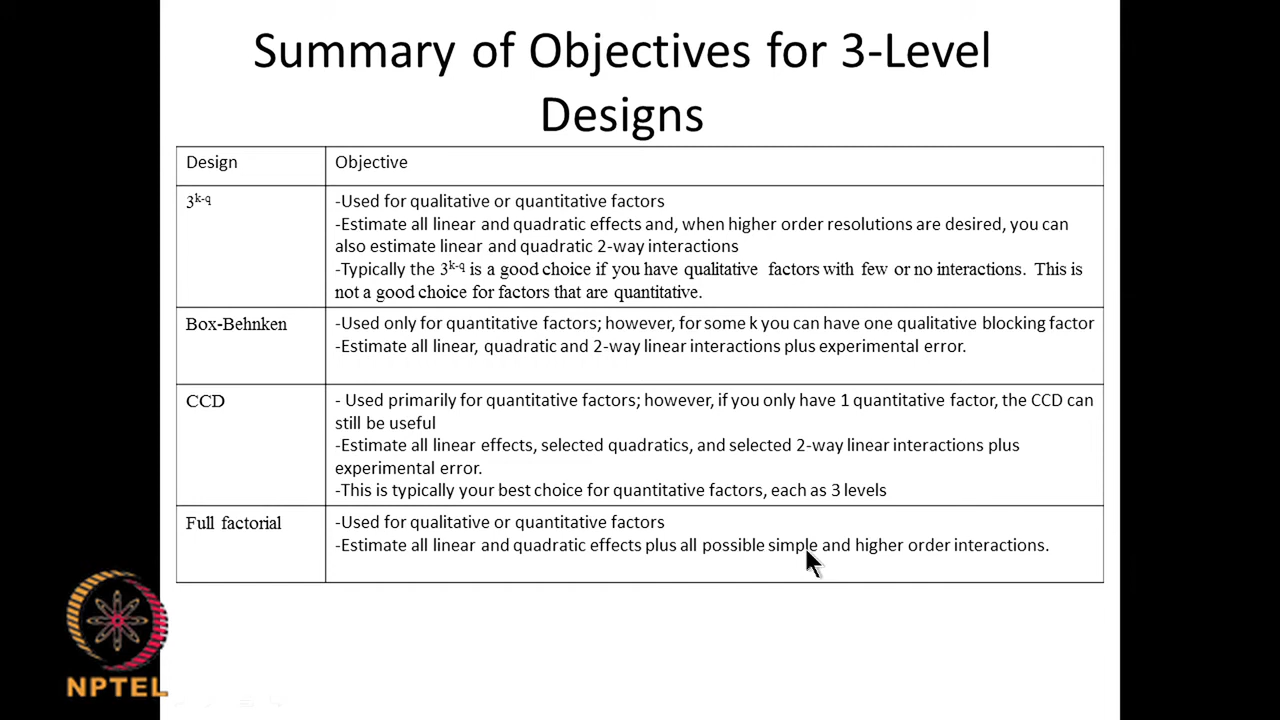 Summary of Objectives for 3-Level
Designs
Design
Objective
3k-q
-Used for qualitative or quantitative factors
-Estimate all linear and quadratic effects and, when higher order resolutions are desired, you can
also estimate linear and quadratic 2-way interactions
-Typically the 3k-q is a good choice if you have qualitative factors with few or no interactions. This is
not a good choice for factors that are quantitative.
Box-Behnken
-Used only for quantitative factors; however, for some k you can have one qualitative blocking factor
-Estimate all linear, quadratic and 2-way linear interactions plus experimental error.
CCD
- Used primarily for quantitative factors; however, if you only have 1 quantitative factor, the CCD can
still be useful
-Estimate all linear effects, selected quadratics, and selected 2-way linear interactions plus
experimental error.
-This is typically your best choice for quantitative factors, each as 3 levels
Full factorial
-Used for qualitative or quantitative factors
-Estimate all linear and quadratic effects plus all possible simple and higher order interactions.
NPTEL